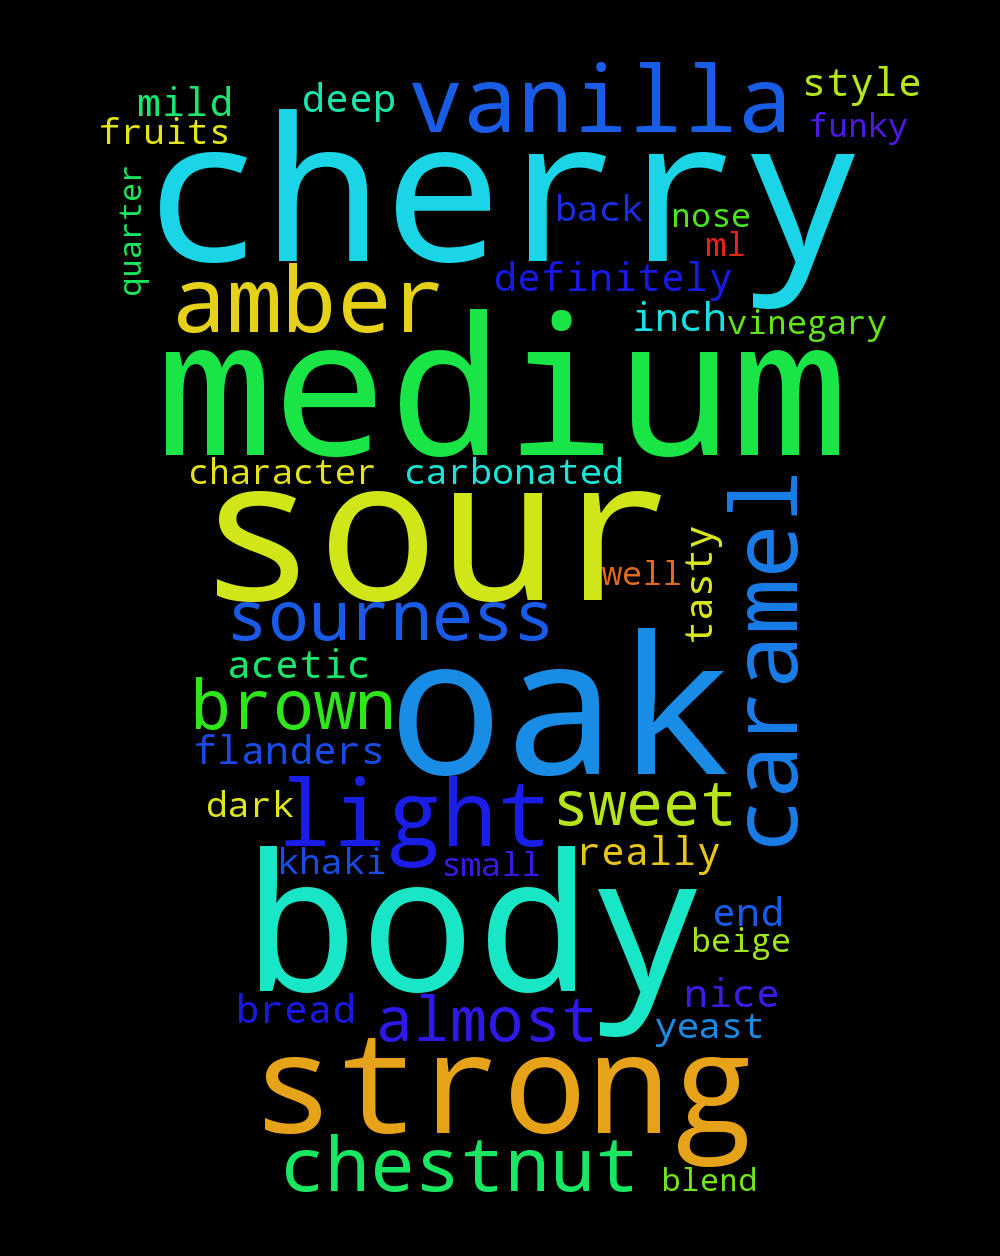 vanilla
style
mild
deep
fruits
funky
cherry
quarter
back
nose
ml
amber
definitely
inch
vinegary
medium
character
carbonated
sour
caramel
well
tasty
sourness
acetic
oak
brown
flanders
light
sweet
dark
really
khaki
small
body
end
beige
bread
almost
nice
yeast
strong
chestnut
blend